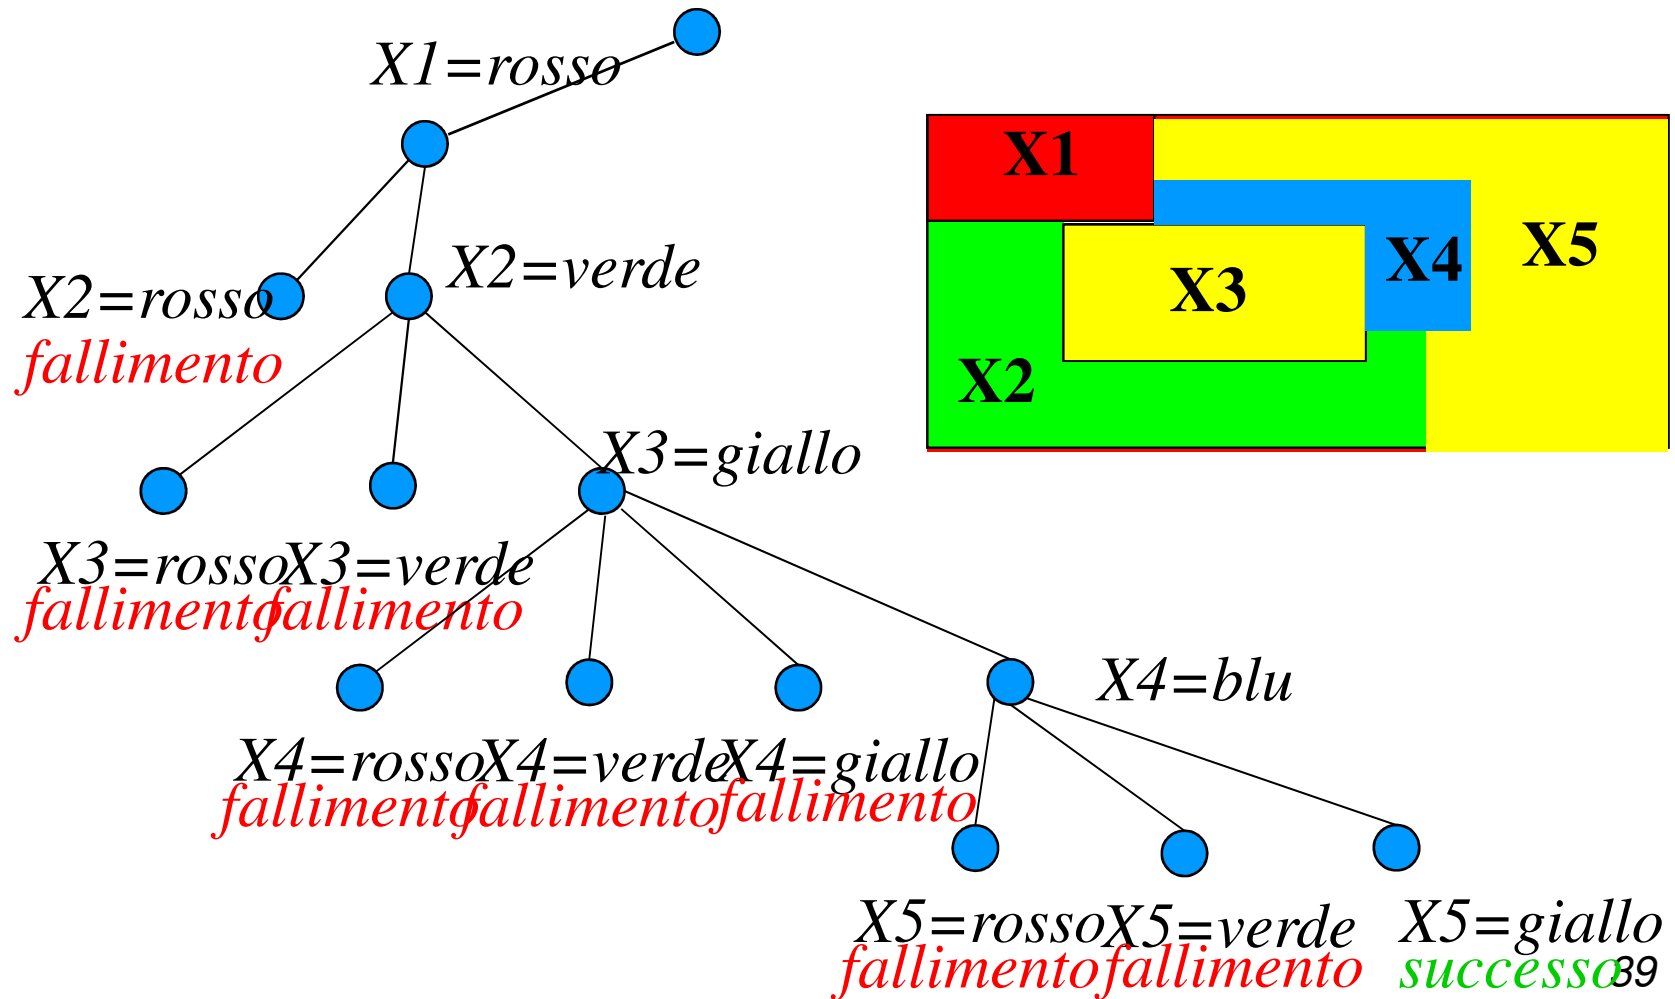 X1=rosso
X1
X5
X4
X3
X2
X2=verde
X2=rosso
fallimento
X3=giallo
X3=rosso X3=verde
fallimento fallimento
X4=blu
X4=rosso X4=verde X4=giallo
fallimento fallimento fallimento
X5=rosso X5=verde X5=giallo
fallimento fallimento successo 39